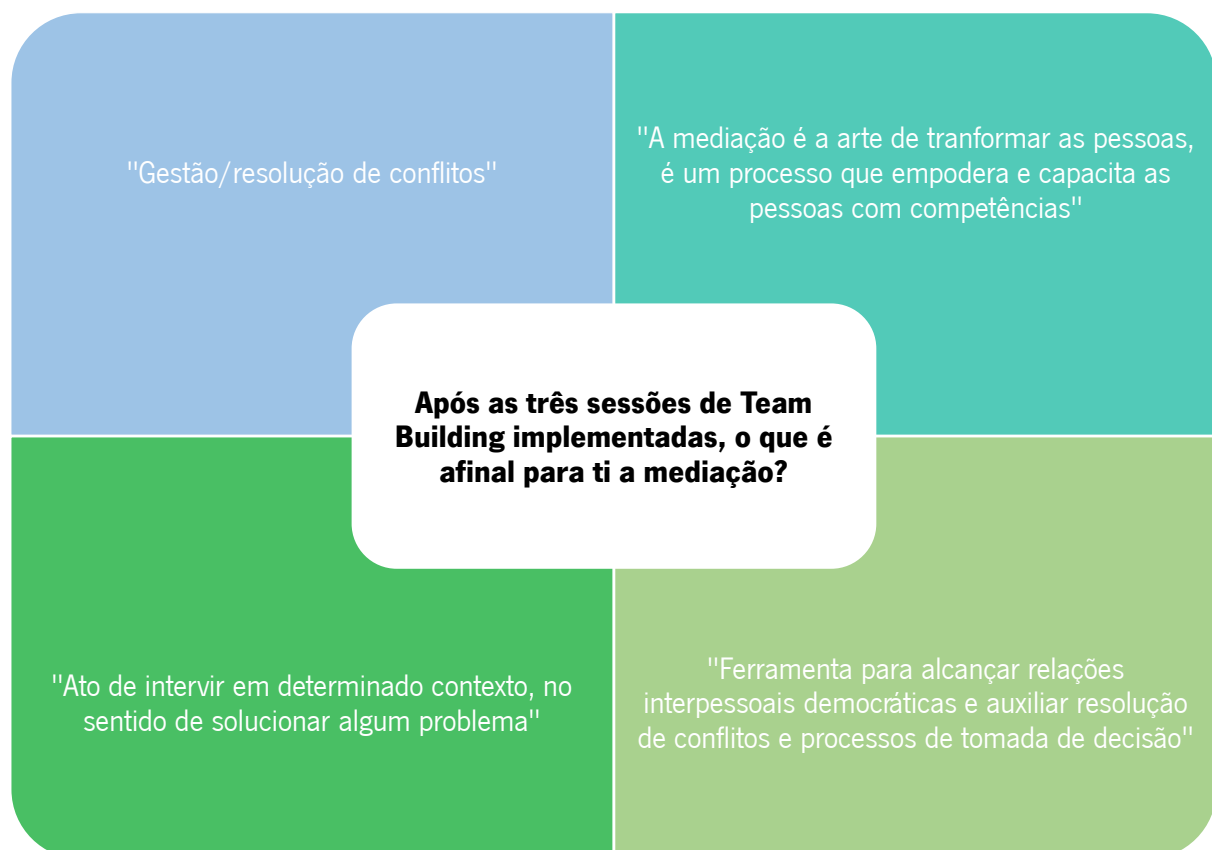 "Gestão/resolução de conflitos"
"A mediação é a arte de tranformar as pessoas,
é um processo que empodera e capacita as
pessoas com competências"
Após as três sessões de Team
Building implementadas, o que é
afinal para ti a mediação?
"Ato de intervir em determinado contexto, no
sentido de solucionar algum problema"
"Ferramenta para alcançar relações
interpessoais democráticas e auxiliar resolução
de conflitos e processos de tomada de decisão"